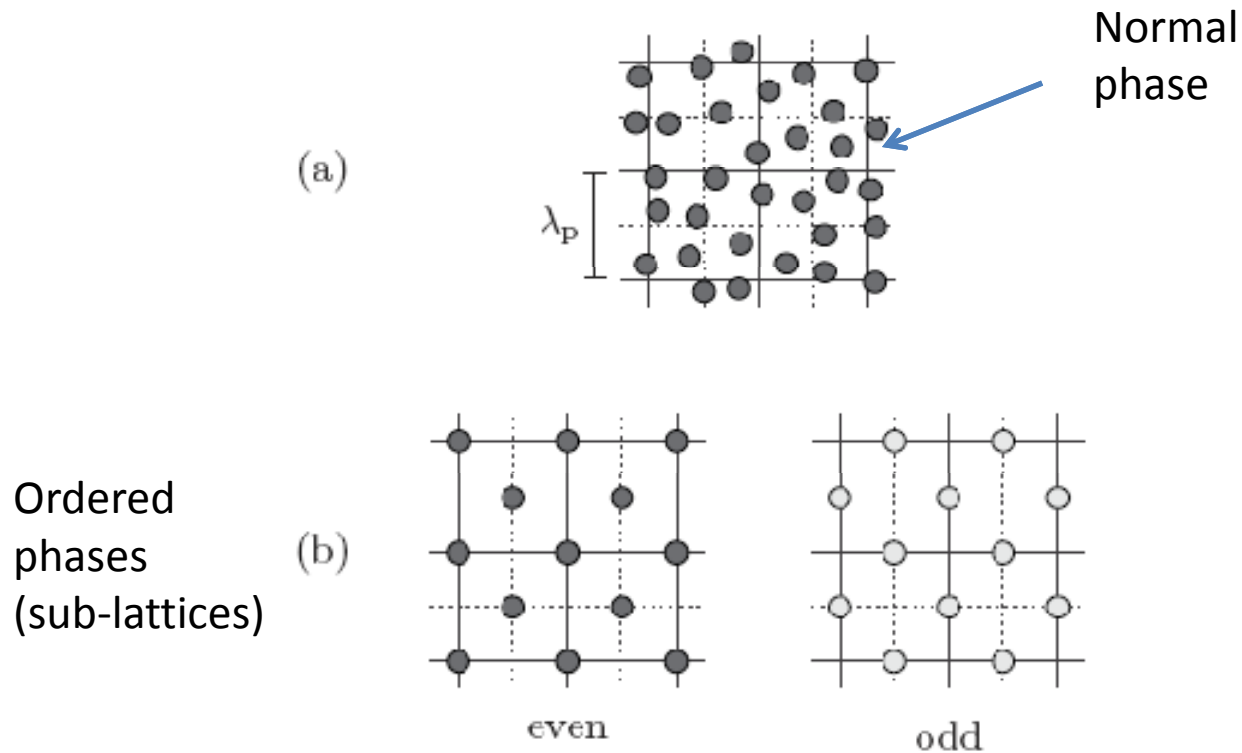 Normal
phase
(a)
λp
Ordered
phases
(sub-lattices)
(b)
even
odd